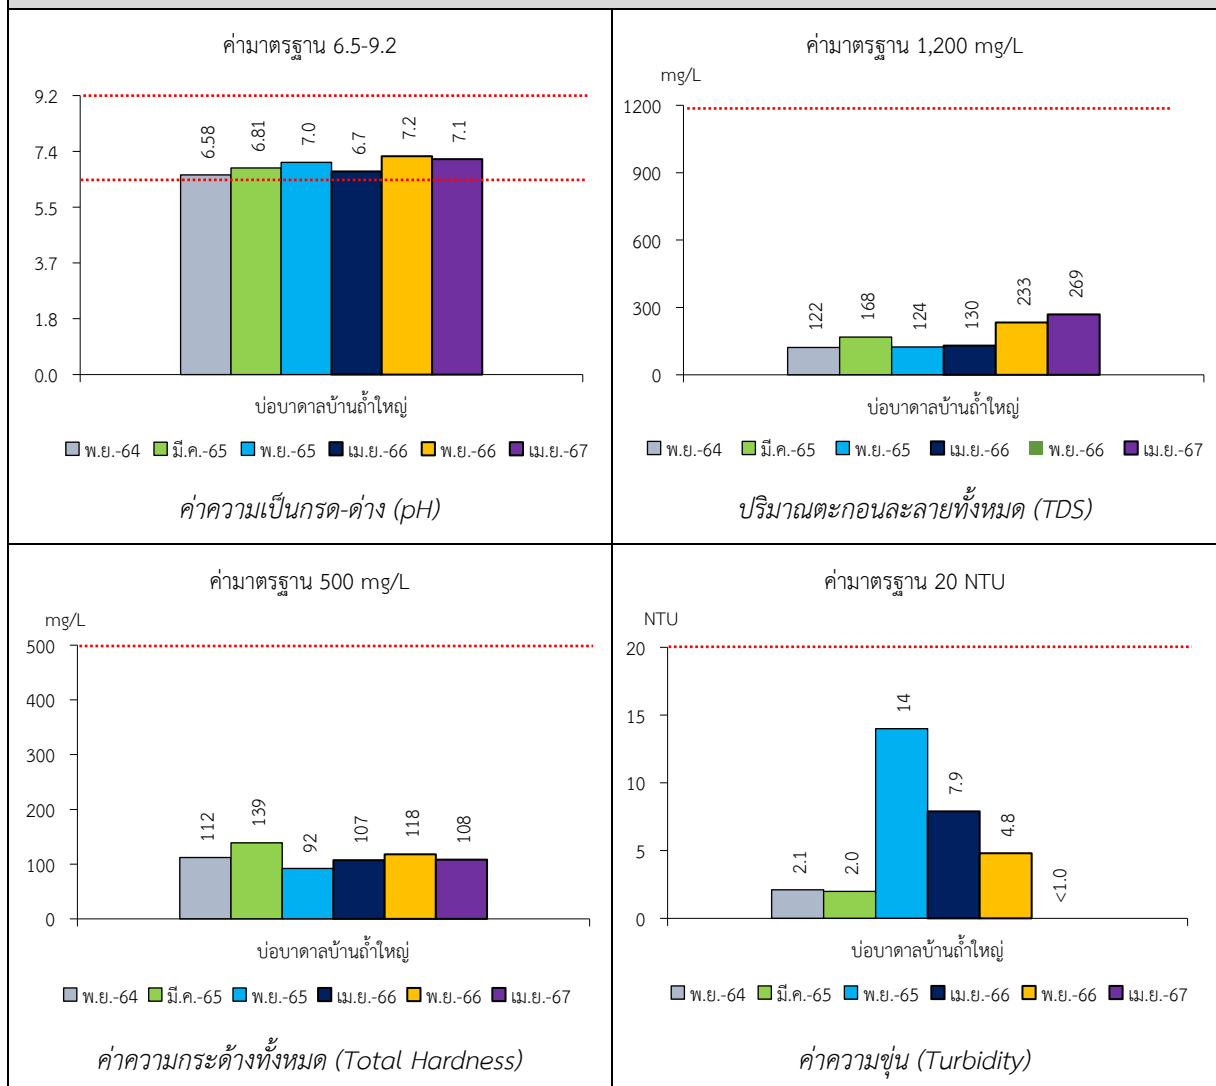 ค่ามาตรฐาน 6.5-9.2
9.2
7.4
5.5
3.7
1.8
0.0
6.58
6.81
7.0
6.7
7.2
7.1
บ่อบาดาลบ้านถ้ำใหญ่
พ.ย.-64 มี.ค.-65 พ.ย.-65 เม.ย.-66 พ.ย.-66 เม.ย.-67
ค่าความเป็นกรด-ด่าง (pH)
ค่ามาตรฐาน 1,200 mg/L
mg/L
1200
900
600
300
0
122
168
124
130
233
269
บ่อบาดาลบ้านถ้ำใหญ่
พ.ย.-64 มี.ค.-65 พ.ย.-65 เม.ย.-66 พ.ย.-66 เม.ย.-67
ปริมาณตะกอนละลายทั้งหมด (TDS)
ค่ามาตรฐาน 500 mg/L
mg/L
500
400
300
200
100
0
112
139
92
107
118
108
บ่อบาดาลบ้านถ้ำใหญ่
พ.ย.-64 มี.ค.-65 พ.ย.-65 เม.ย.-66 พ.ย.-66 เม.ย.-67
ค่าความกระด้างทั้งหมด (Total Hardness)
ค่ามาตรฐาน 20 NTU
NTU
20
15
10
5
0
2.1
2.0
14
7.9
4.8
<1.0
บ่อบาดาลบ้านถ้ำใหญ่
พ.ย.-64 มี.ค.-65 พ.ย.-65 เม.ย.-66 พ.ย.-66 เม.ย.-67
ค่าความขุ่น (Turbidity)